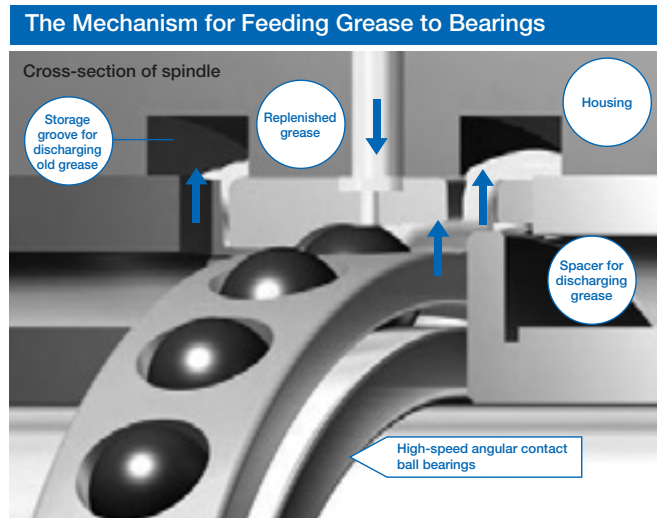 The Mechanism for Feeding Grease to Bearings
Cross-section of spindle
Storage
groove for
discharging
old grease
Replenished
grease
Housing
Spacer for
discharging
grease
High-speed angular contact
ball bearings